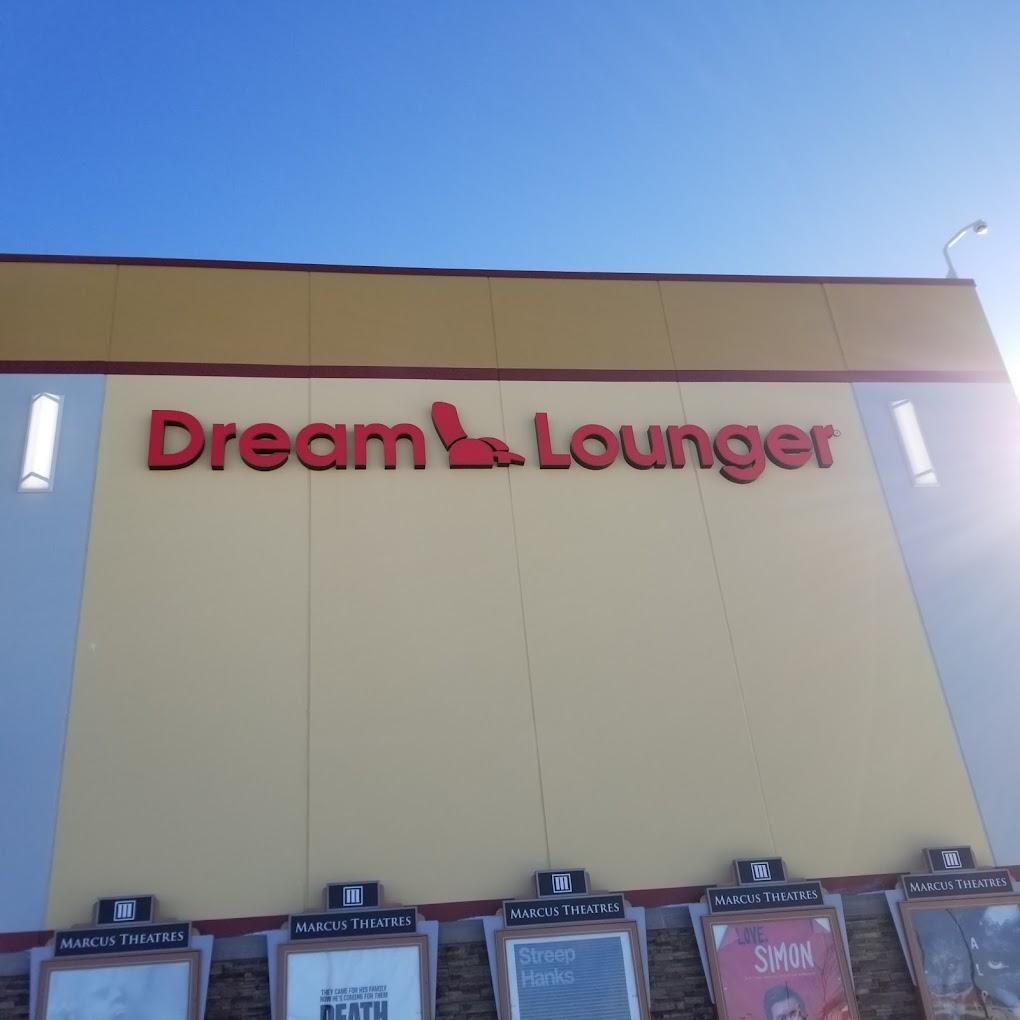 Dream Lounger®
MARCUS THEATRES
MARCUS THEATRES
MARCUS THEATRES
MARCUS THEATRES
MARCUS THEATRES
THEY CAME FOR HIS FAMILY
NOW HE'S COMING FOR THEM
DEATH
Streep
Hanks
LOVE,
SIMON
A
L